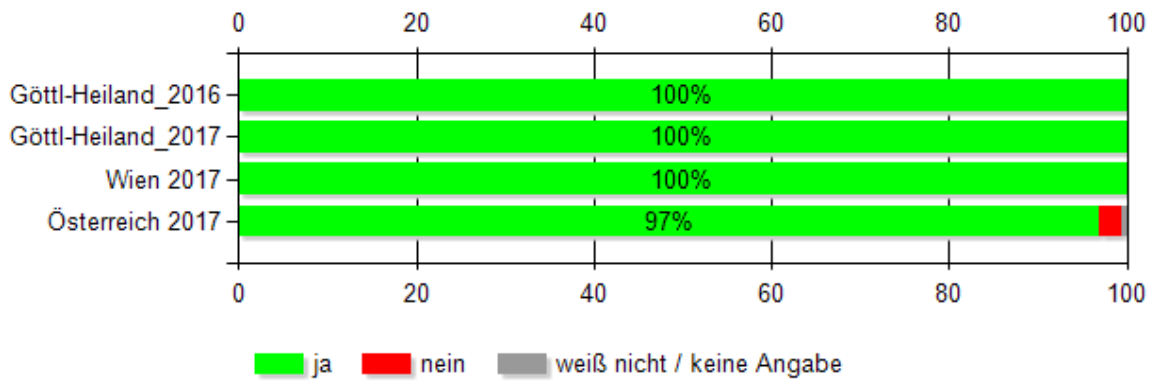 0 20 40 60 80 100
Göttl-Heiland_2016 100%
Göttl-Heiland_2017 100%
Wien 2017 100%
Österreich 2017 97%
0 20 40 60 80 100
ja nein weiß nicht / keine Angabe